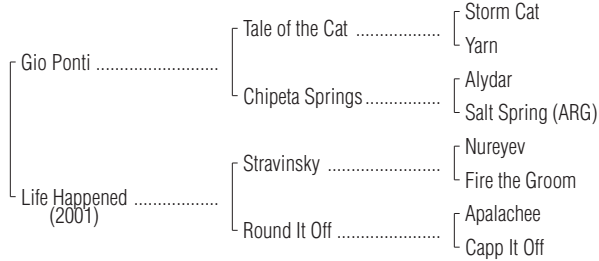 Storm Cat
Tale of the Cat ..................
Yarn
Gio Ponti ..........................
Alydar
Chipeta Springs................
Salt Spring (ARG)
Nureyev
Stravinsky ........................
Fire the Groom
Life Happened ..................
(2001)
Apalachee
Round It Off ......................
Capp It Off